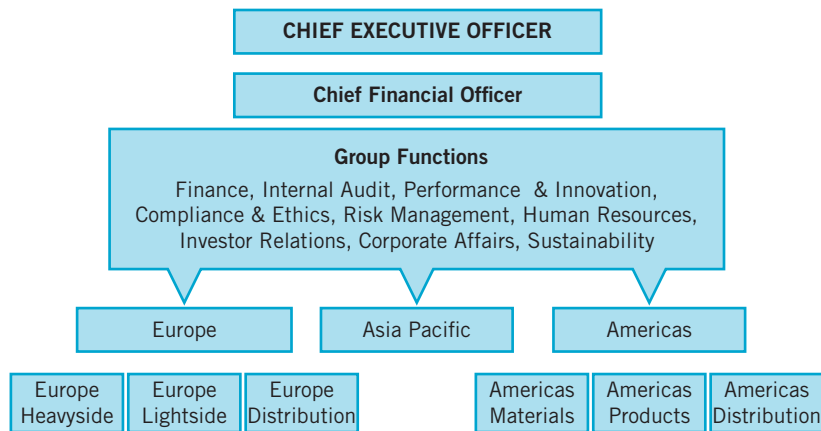 CHIEF EXECUTIVE OFFICER
Chief Financial Officer
Group Functions
Finance, Internal Audit, Performance & Innovation,
Compliance & Ethics, Risk Management, Human Resources,
Investor Relations, Corporate Affairs, Sustainability
Europe
Asia Pacific
Americas
Europe
Heavyside
Europe
Lightside
Europe
Distribution
Americas
Materials
Americas
Products
Americas
Distribution